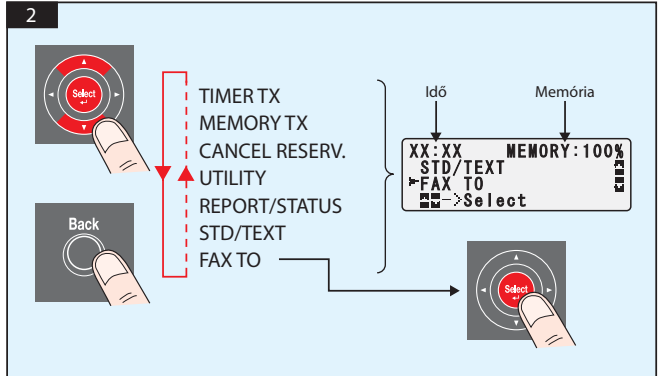 2
Select
TIMER TX
MEMORY TX
CANCEL RESERV.
UTILITY
REPORT/STATUS
STD/TEXT
FAX TO
Back
Idő
Memória
XX:XX MEMORY:100%
STD/TEXT
FAX TO
->Select
Select